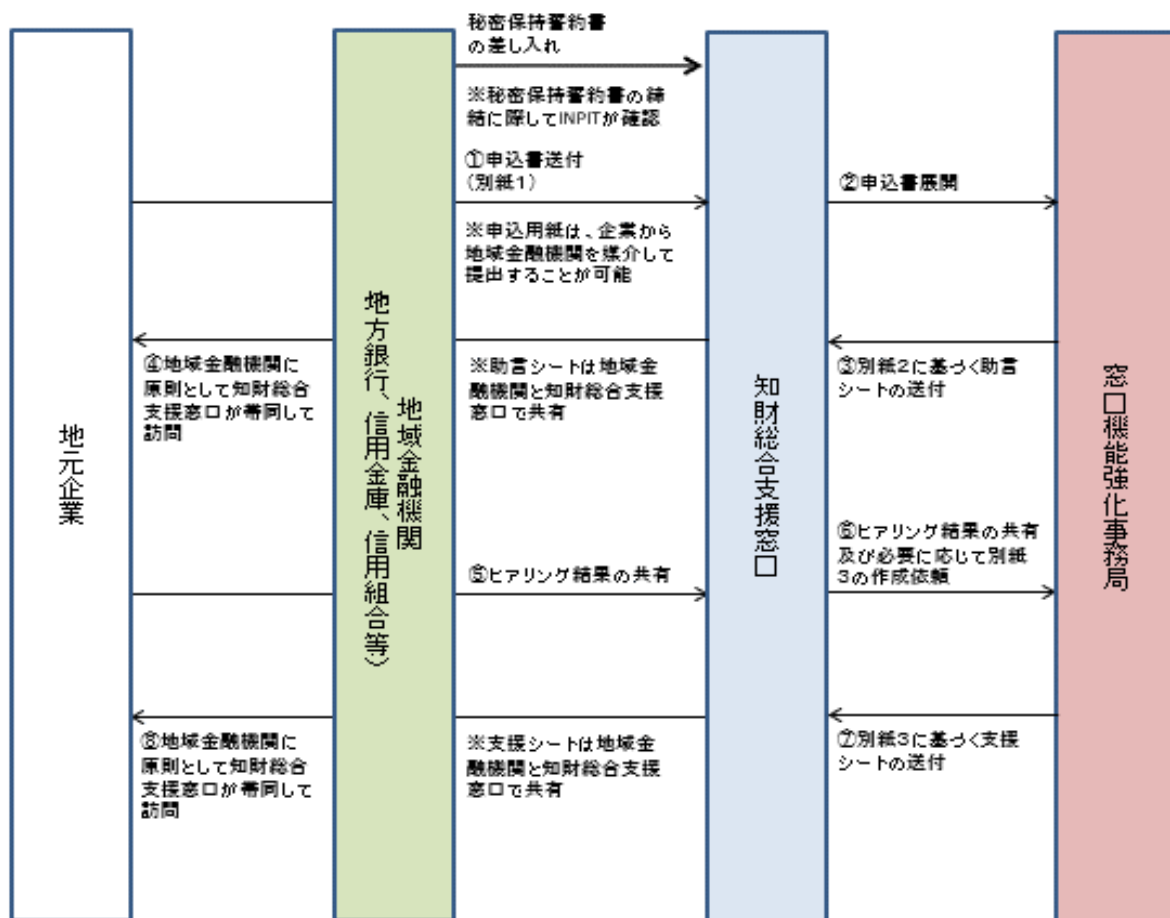 秘密保持誓約書
の差し入れ
※秘密保持誓約書の締
結に際してINPITが確認
①申込書送付
（別紙1）
②申込書展開
※申込用紙は、企業から
地域金融機関を媒介して
提出することが可能
④地域金融機関に
原則として知財総合
支援窓口が帯同して
訪問
※助言シートは地域金
融機関と知財総合支援
窓口で共有
③別紙2に基づく助言
シートの送付
地元企業
地域金融機関
（地方銀行、信用金庫、信用組合等）
知財総合支援窓口
窓口機能強化事務局
⑤ヒアリング結果の共有
⑥ヒアリング結果の共有
及び必要に応じて別紙
3の作成依頼
⑧地域金融機関に
原則として知財総合
支援窓口が帯同して
訪問
※支援シートは地域金
融機関と知財総合支援
窓口で共有
⑦別紙3に基づく支援
シートの送付